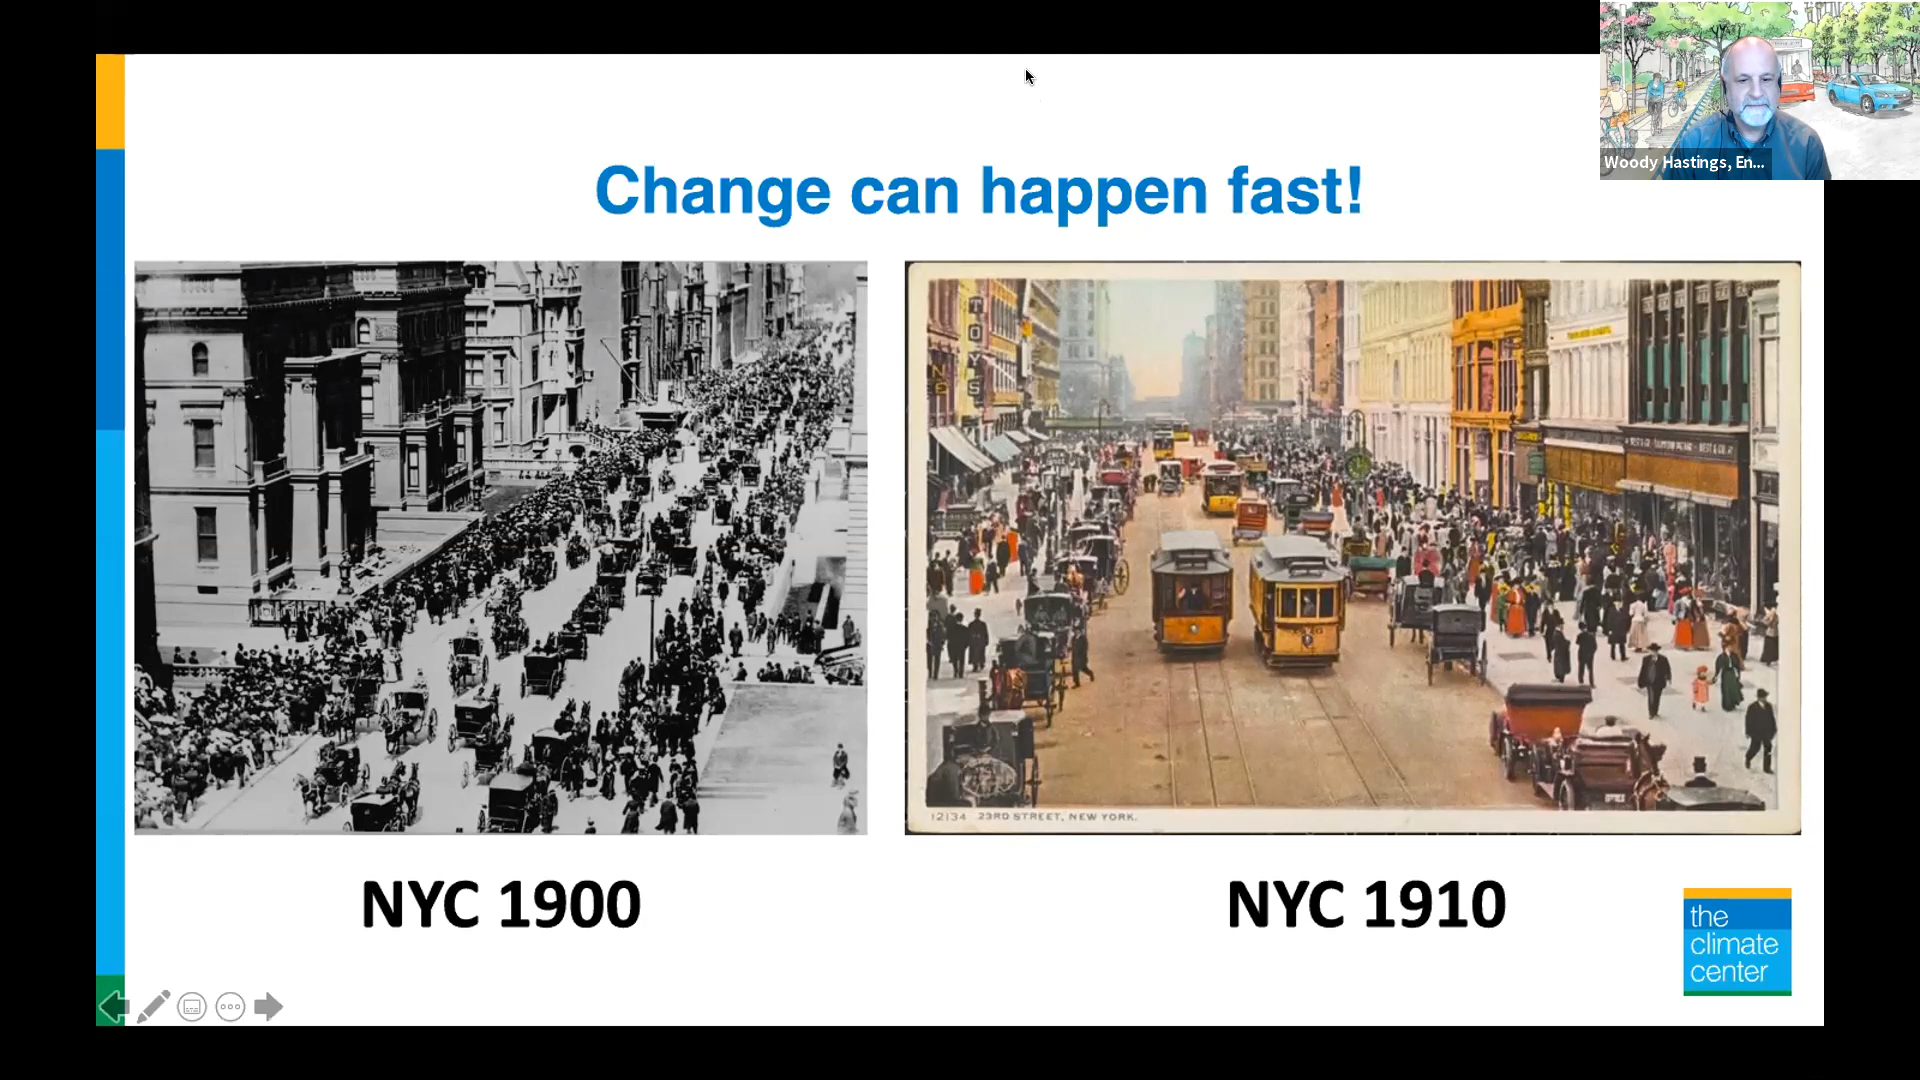 Woody Hastings, En...
Change can happen fast!
TOYS
12134 23RD STREET, NEW YORK.
NYC 1900
NYC 1910
the
climate
center